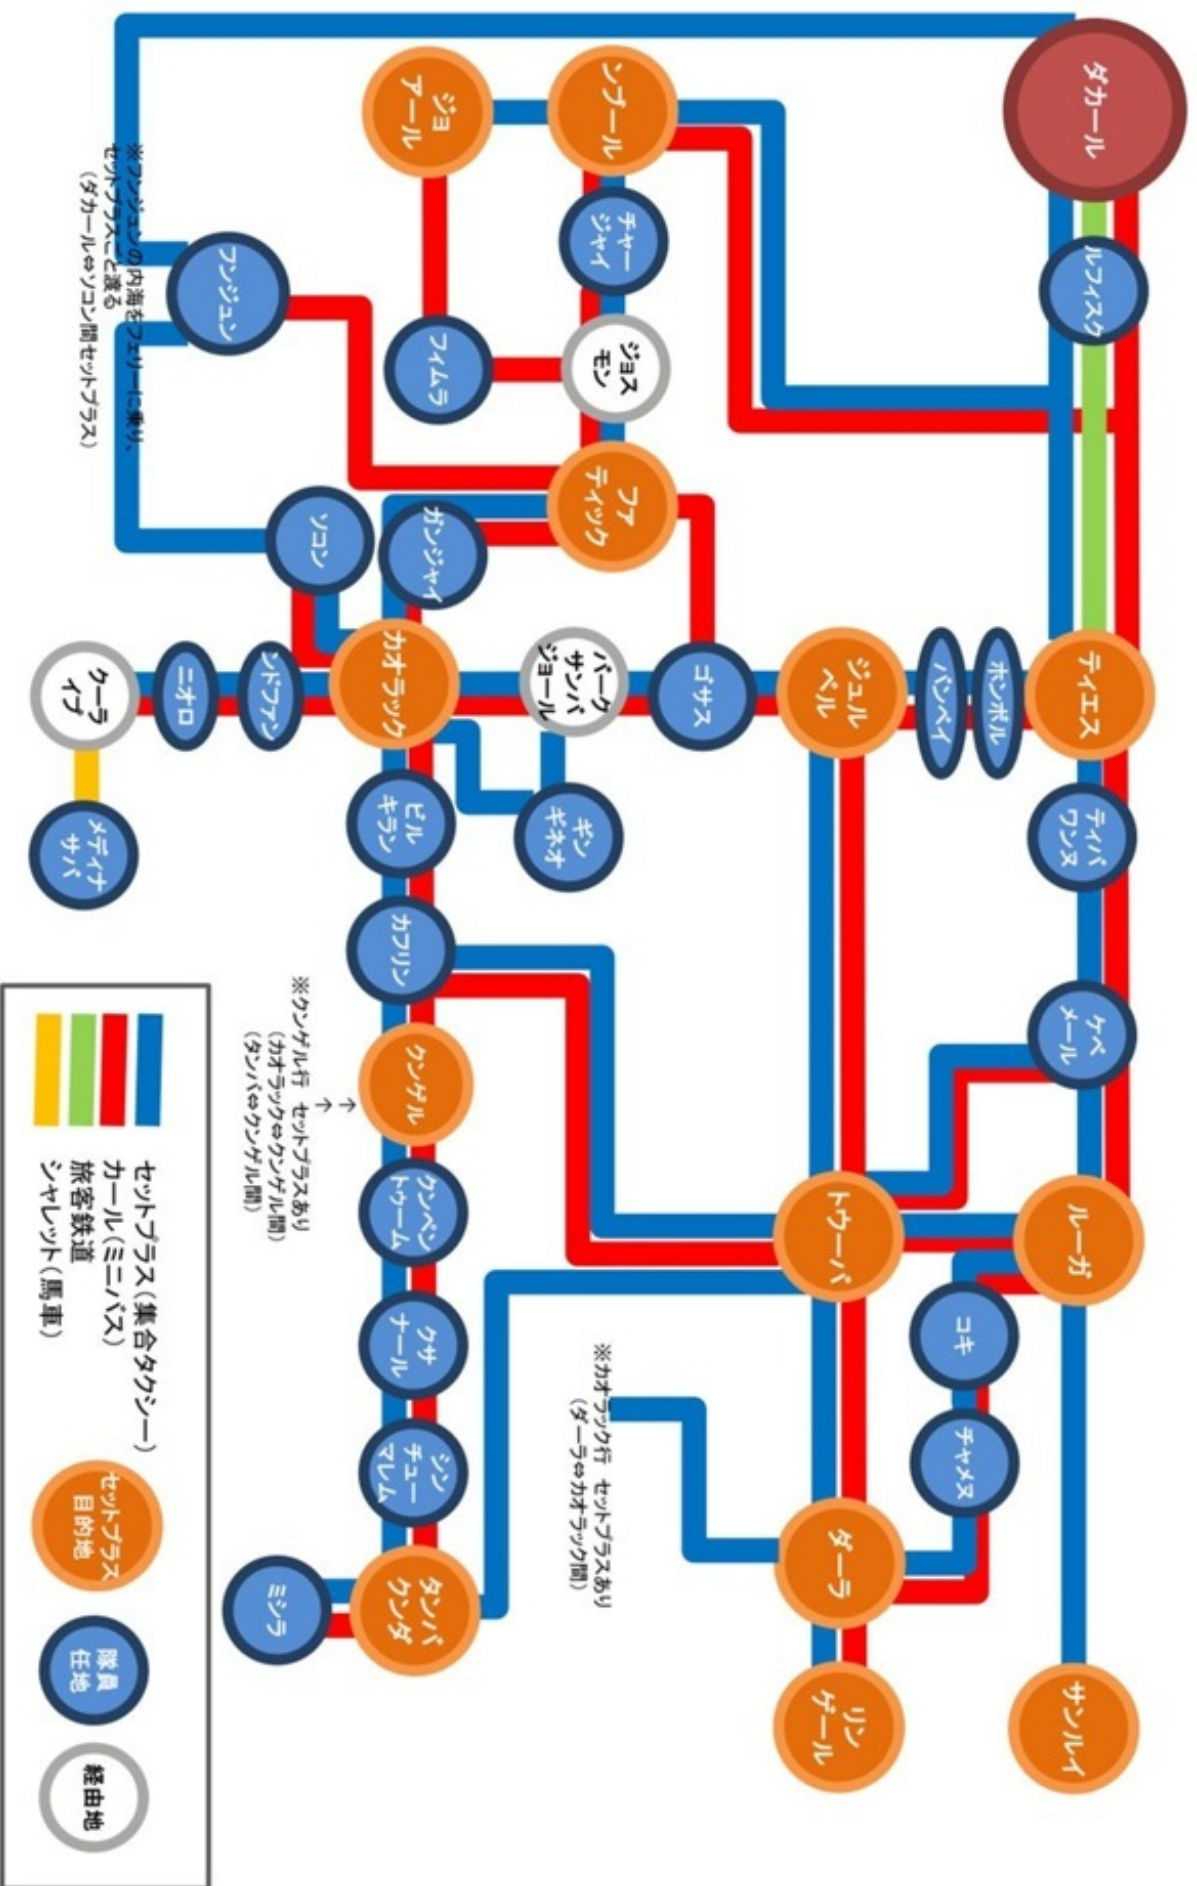 ダカール
ルフィスク
ティエス
ティバ
ワンヌ
ケベ
メール
ルーガ
サンルイ
ホンボル
バンベイ
ジュル
ベル
トウーバ
コキ
チャメヌ
ダーラ
リン
ゲール
ンブール
チャー
ジャイ
ジョス
モン
ファ
ティック
ゴサス
バーク
サンバ
ジョール
ギン
ギネオ
※カオラック行 セットプラスあり
(ダーラ⇔カオラック間)
ジョ
アール
フィムラ
ガンジャイ
カオラック
ビル
キラン
カフリン
クンゲル
クンペン
トゥーム
クサ
ナール
シン
チュー
マレム
タンバ
クンダ
ミシラ
フンジュン
ソコン
ンドファン
ニオロ
クーラ
イブ
メディナ
サバ
※フンジュンの内海をフェリーに乗り、
セットプラスごと渡る
(ダカール⇔ソコン間セットプラス)
→→
※クンゲル行 セットプラスあり
(カオラック⇔クンゲル間)
(タンバ⇔クンゲル間)
セットプラス(集合タクシー)
カール(ミニバス)
旅客鉄道
シャレット(馬車)
セットプラス
目的地
隊員
任地
経由地